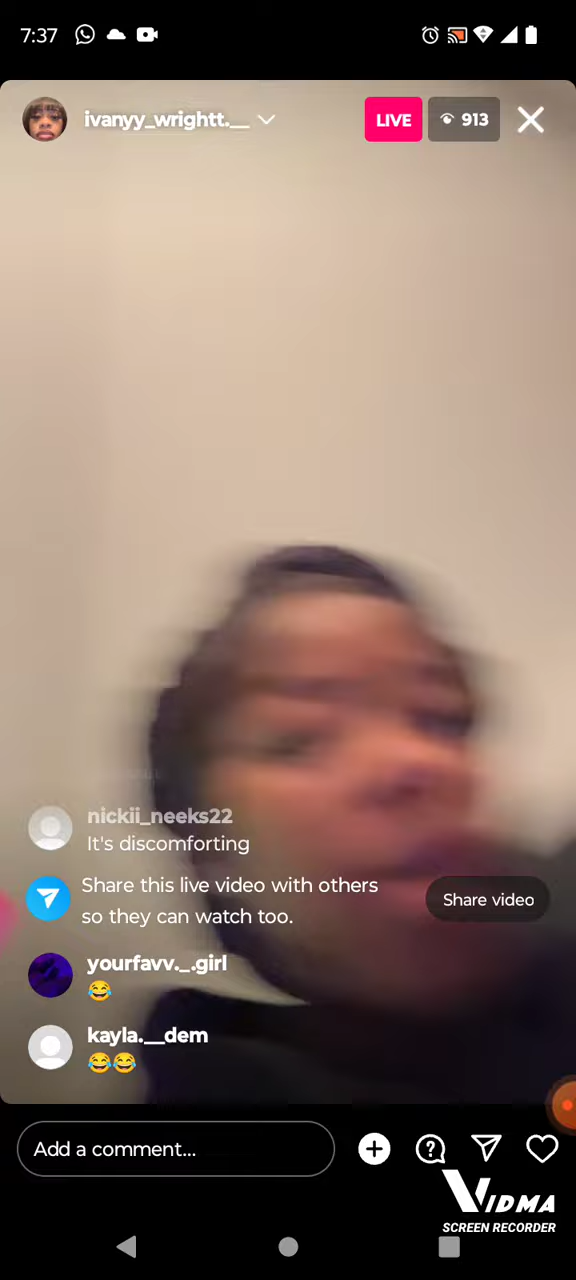 7:37
ivanyy_wrightt.__
LIVE
913
nickii_neeks22
It's discomforting
Share this live video with others
so they can watch too.
Share video
yourfavv._.girl
😂
kayla.__dem
😂😂
Add a comment...
VIDMA
SCREEN RECORDER